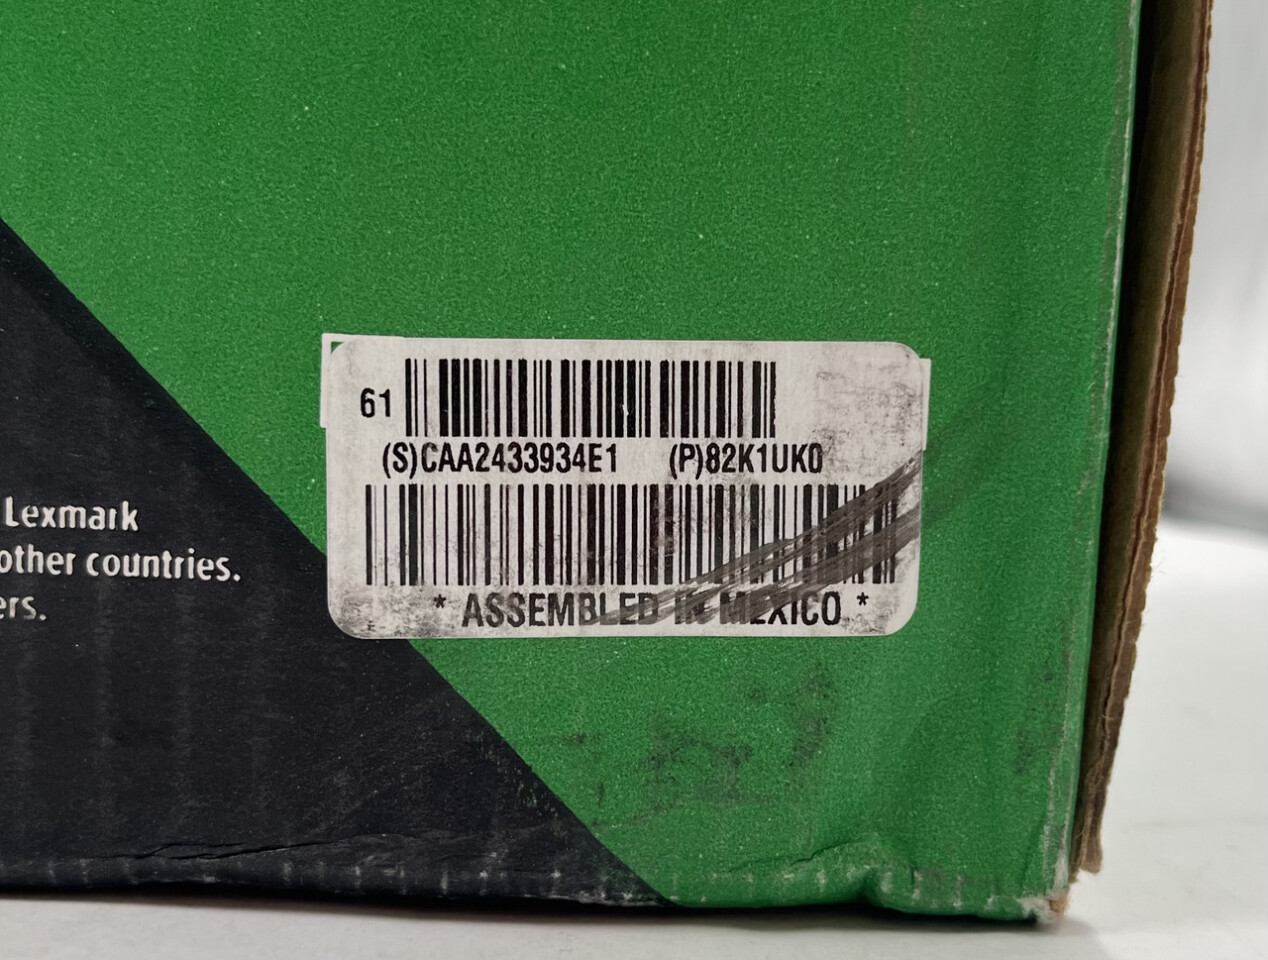 Lexmark
other countries.
ers.
61
(S)CAA2433934E1 (P)82K1UK0
* ASSEMBLED IN MEXICO *